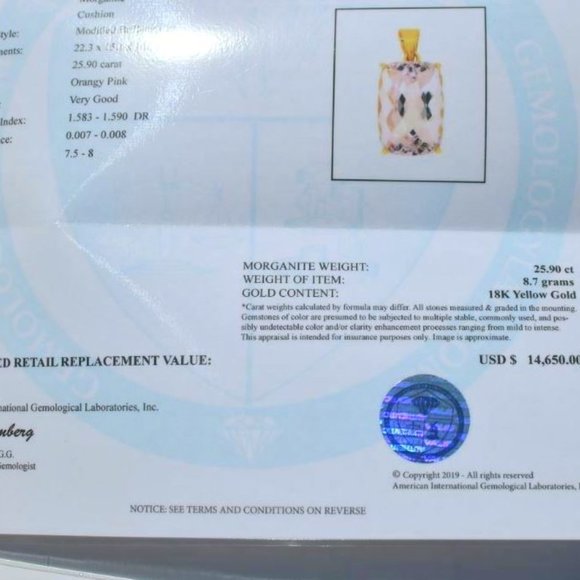 Morganite
Cushion
Style:
Modified
22.3 x
25.90 carat
Orangy Pink
Very Good
Index:
1.583 - 1.590 DR
0.007 - 0.008
7.5 - 8
GEMOLOG
MORGANITE WEIGHT: 25.90 ct
WEIGHT OF ITEM: 8.7 grams
GOLD CONTENT: 18K Yellow Gold
*Carat weights calculated by formula may differ. All stones measured & graded in the mounting.
Gemstones of color are presumed to be subjected to multiple stable, commonly used, and pos-
sibly undetectable color and/or clarity enhancement processes ranging from mild to intense.
This appraisal is intended for insurance purposes only. Image is approximate.
ED RETAIL REPLACEMENT VALUE: USD $ 14,650.00
national Gemological Laboratories, Inc.
nberg
G.G.
Gemologist
© Copyright 2019 - All rights reserved
American International Gemological Laboratories,
NOTICE: SEE TERMS AND CONDITIONS ON REVERSE